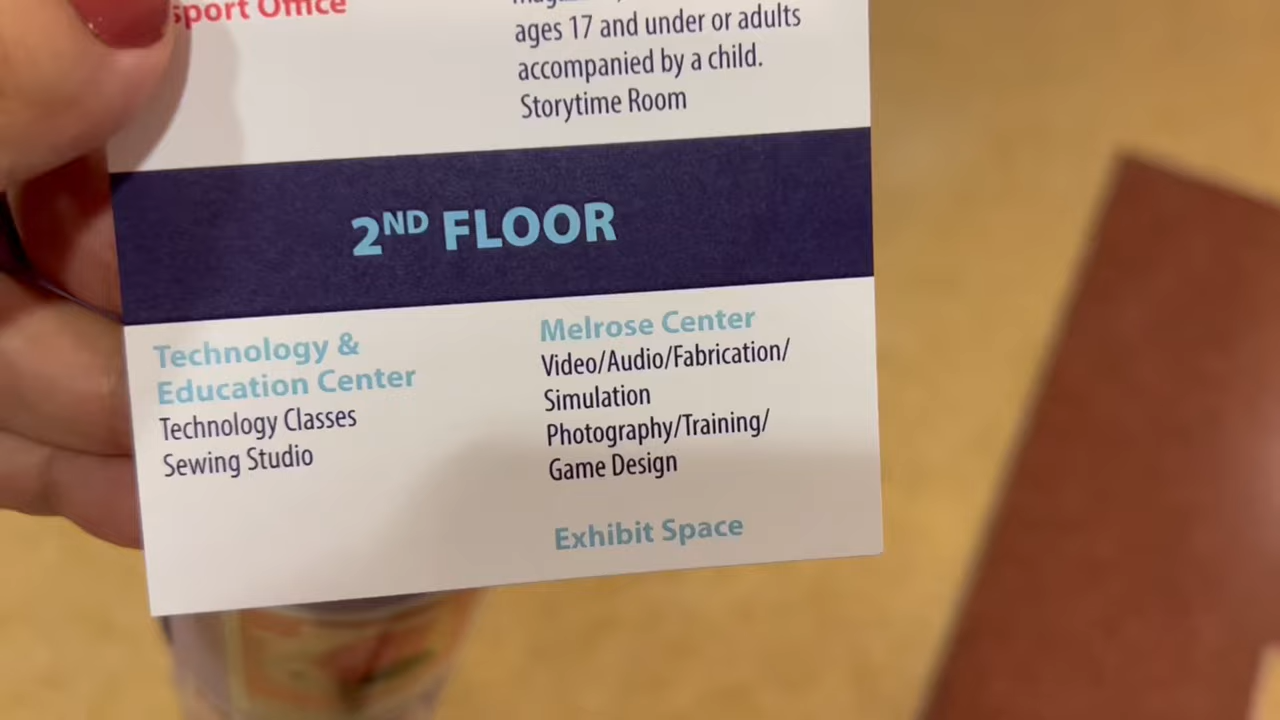 sport Office
ages 17 and under or adults
accompanied by a child.
Storytime Room
2ND FLOOR
Technology &
Education Center
Technology Classes
Sewing Studio
Melrose Center
Video/Audio/Fabrication/
Simulation
Photography/Training/
Game Design
Exhibit Space